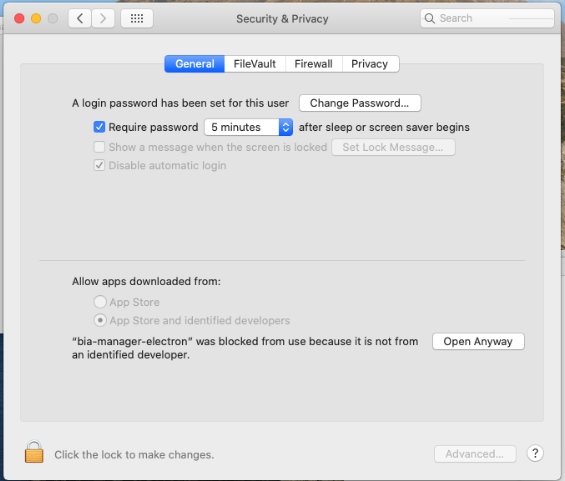 Security & Privacy
Search
General FileVault Firewall Privacy
A login password has been set for this user Change Password...
Require password 5 minutes after sleep or screen saver begins
Show a message when the screen is locked Set Lock Message...
Disable automatic login
Allow apps downloaded from:
App Store
App Store and identified developers
“bia-manager-electron” was blocked from use because it is not from Open Anyway
an identified developer.
Click the lock to make changes. Advanced... ?